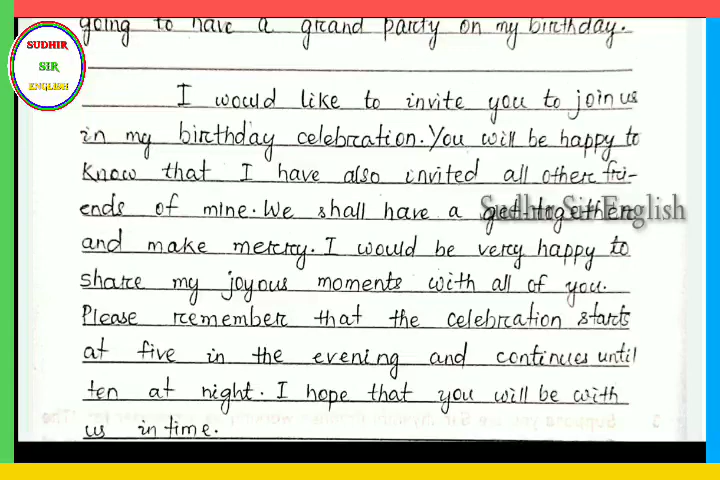 going to have a grand party on my birthday.
SUDHIR
SIR
ENGLISH
I would like to invite you to join us
in my birthday celebration. You will be happy to
know that I have also invited all other fri-
ends of mine. We shall have a get-together
Sudhir Sir English
and make merry. I would be very happy to
share my joyous moments with all of you.
Please remember that the celebration starts
at five in the evening and continues until
ten at night. I hope that you will be with
us in time.